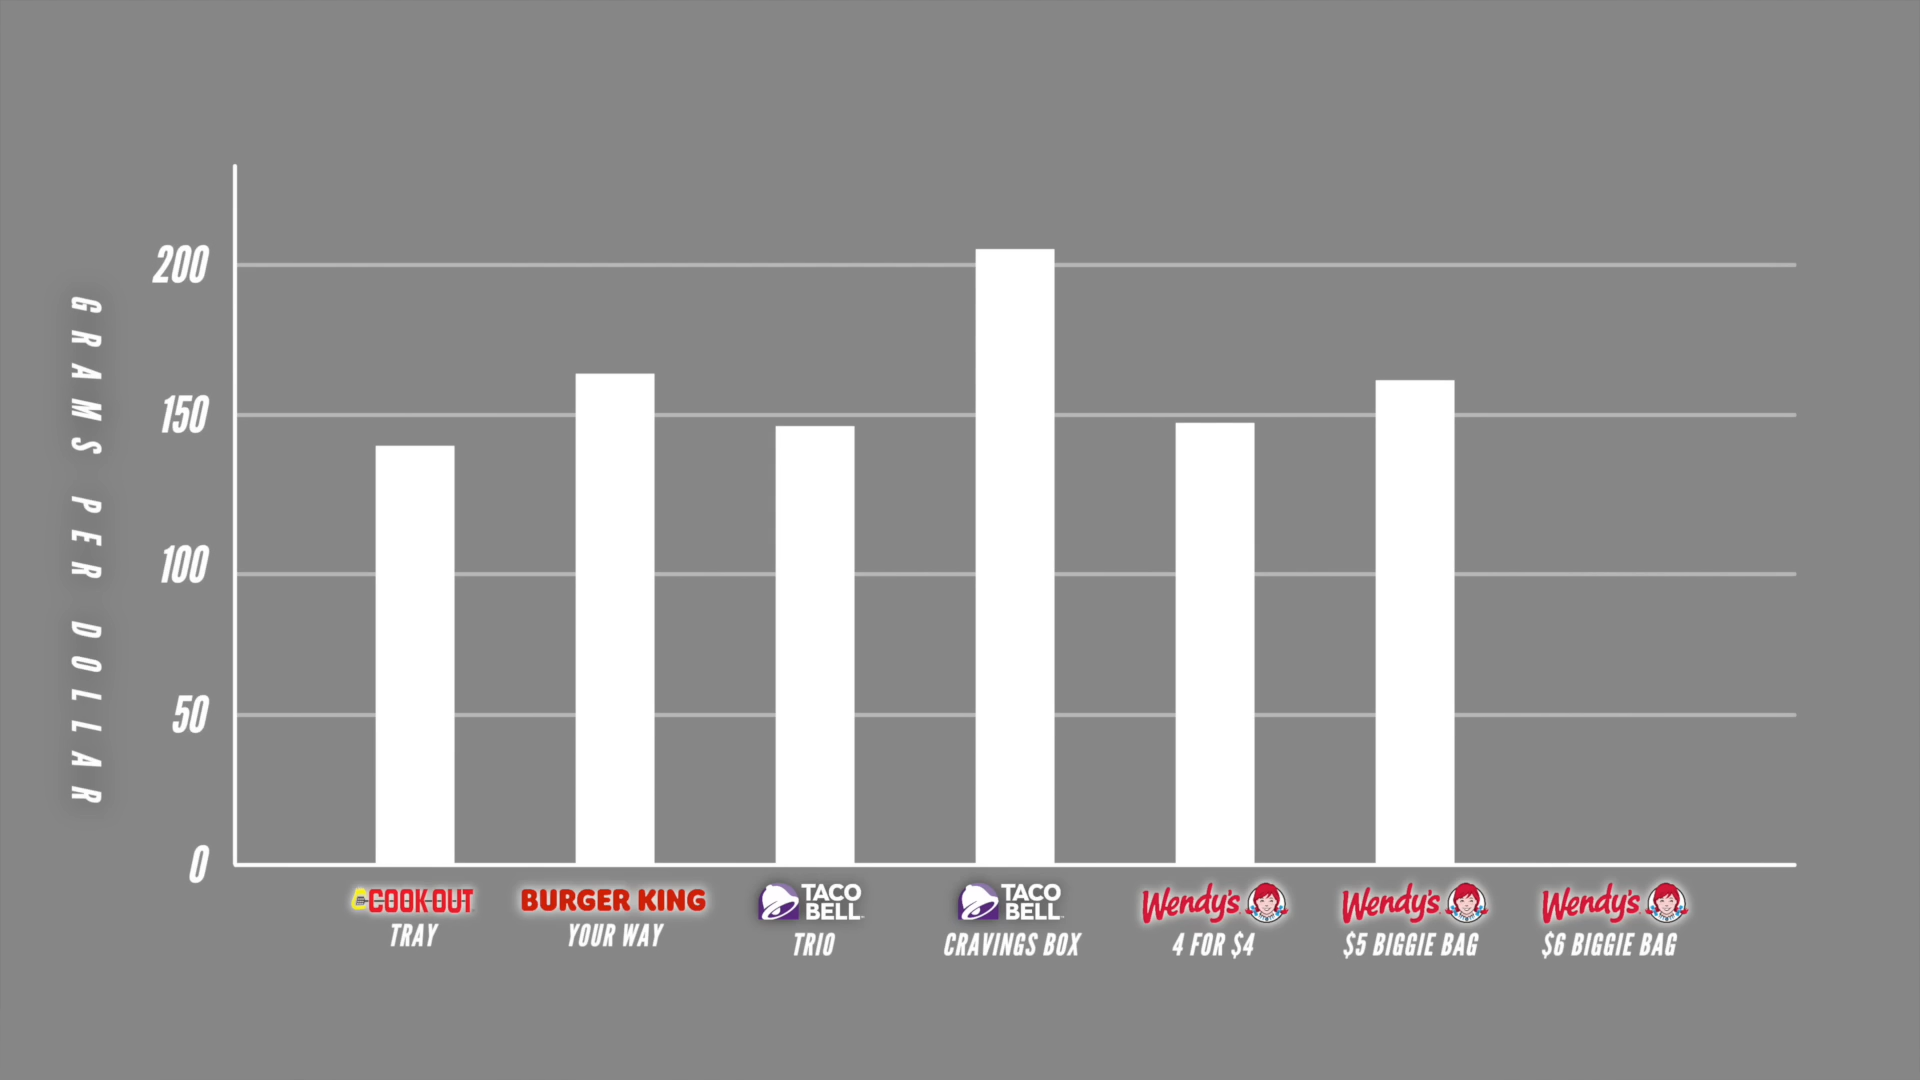 GRAMS PER DOLLAR
200
150
100
50
0
COOK-OUT
TRAY
BURGER KING
YOUR WAY
TACO
BELL
TRIO
TACO
BELL
CRAVINGS BOX
Wendy's
4 FOR $4
Wendy's
$5 BIGGIE BAG
Wendy's
$6 BIGGIE BAG